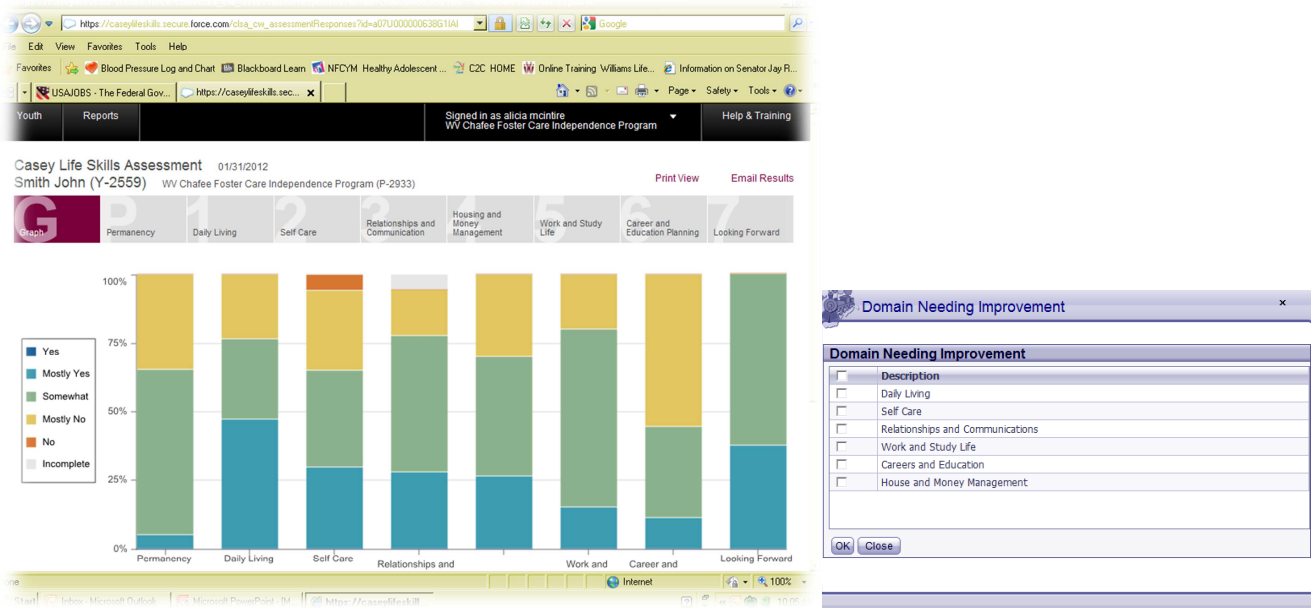 https://caseylifeskills.secure.force.com/clsa_cw_assessmentResponses?id=a07U000000638G1IAI
Google
Edit View Favorites Tools Help
Favorites Blood Pressure Log and Chart Blackboard Learn NFCYM Healthy Adolescent ... C2C HOME Online Training Williams Life... Information on Senator Jay R...
USAJOBS - The Federal Gov... https://caseylifeskills.sec... x Page Safety Tools
Youth Reports Signed in as alicia mcintire Help & Training
WV Chafee Foster Care Independence Program
Casey Life Skills Assessment 01/31/2012
Smith John (Y-2559) WV Chafee Foster Care Independence Program (P-2933)
Print View Email Results
G P 1 2 3 4 5 6 7
Graph
Permanency
Daily Living
Self Care
Relationships and
Communication
Housing and
Money
Management
Work and Study
Life
Career and
Education Planning
Looking Forward
100%
75%
50%
25%
0%
Yes
Mostly Yes
Somewhat
Mostly No
No
Incomplete
Permanency
Daily Living
Self Care
Relationships and
Work and
Career and
Looking Forward
Internet 100%
Start Inbox - Microsoft Outlook Microsoft PowerPoint - [M... https://caseylifeskill...
Domain Needing Improvement x
Domain Needing Improvement
Description
Daily Living
Self Care
Relationships and Communications
Work and Study Life
Careers and Education
House and Money Management
OK Close